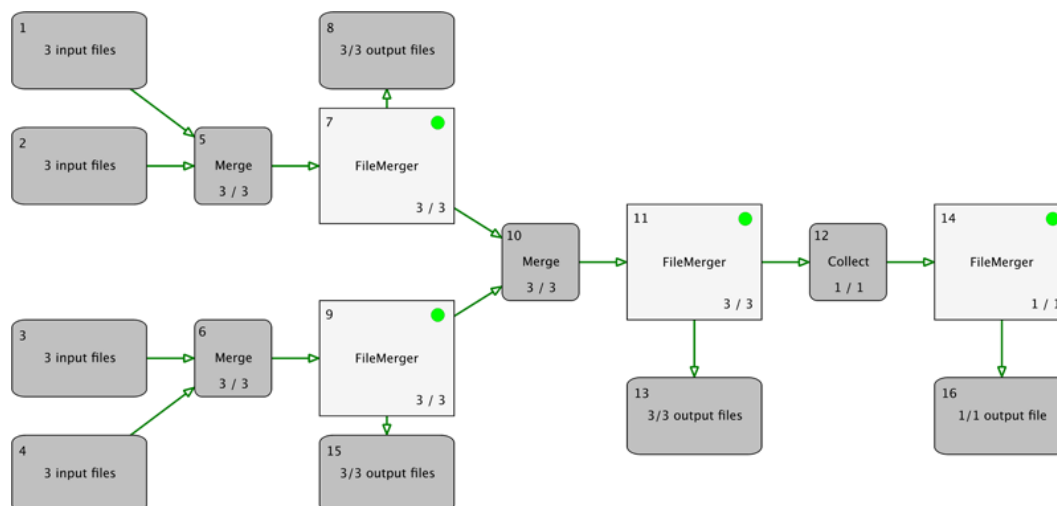 1
3 input files
2
3 input files
3
3 input files
4
3 input files
5
Merge
3 / 3
6
Merge
3 / 3
8
3/3 output files
7
FileMerger
3 / 3
9
FileMerger
3 / 3
15
3/3 output files
10
Merge
3 / 3
11
FileMerger
3 / 3
13
3/3 output files
12
Collect
1 / 1
14
FileMerger
1 / 1
16
1/1 output file